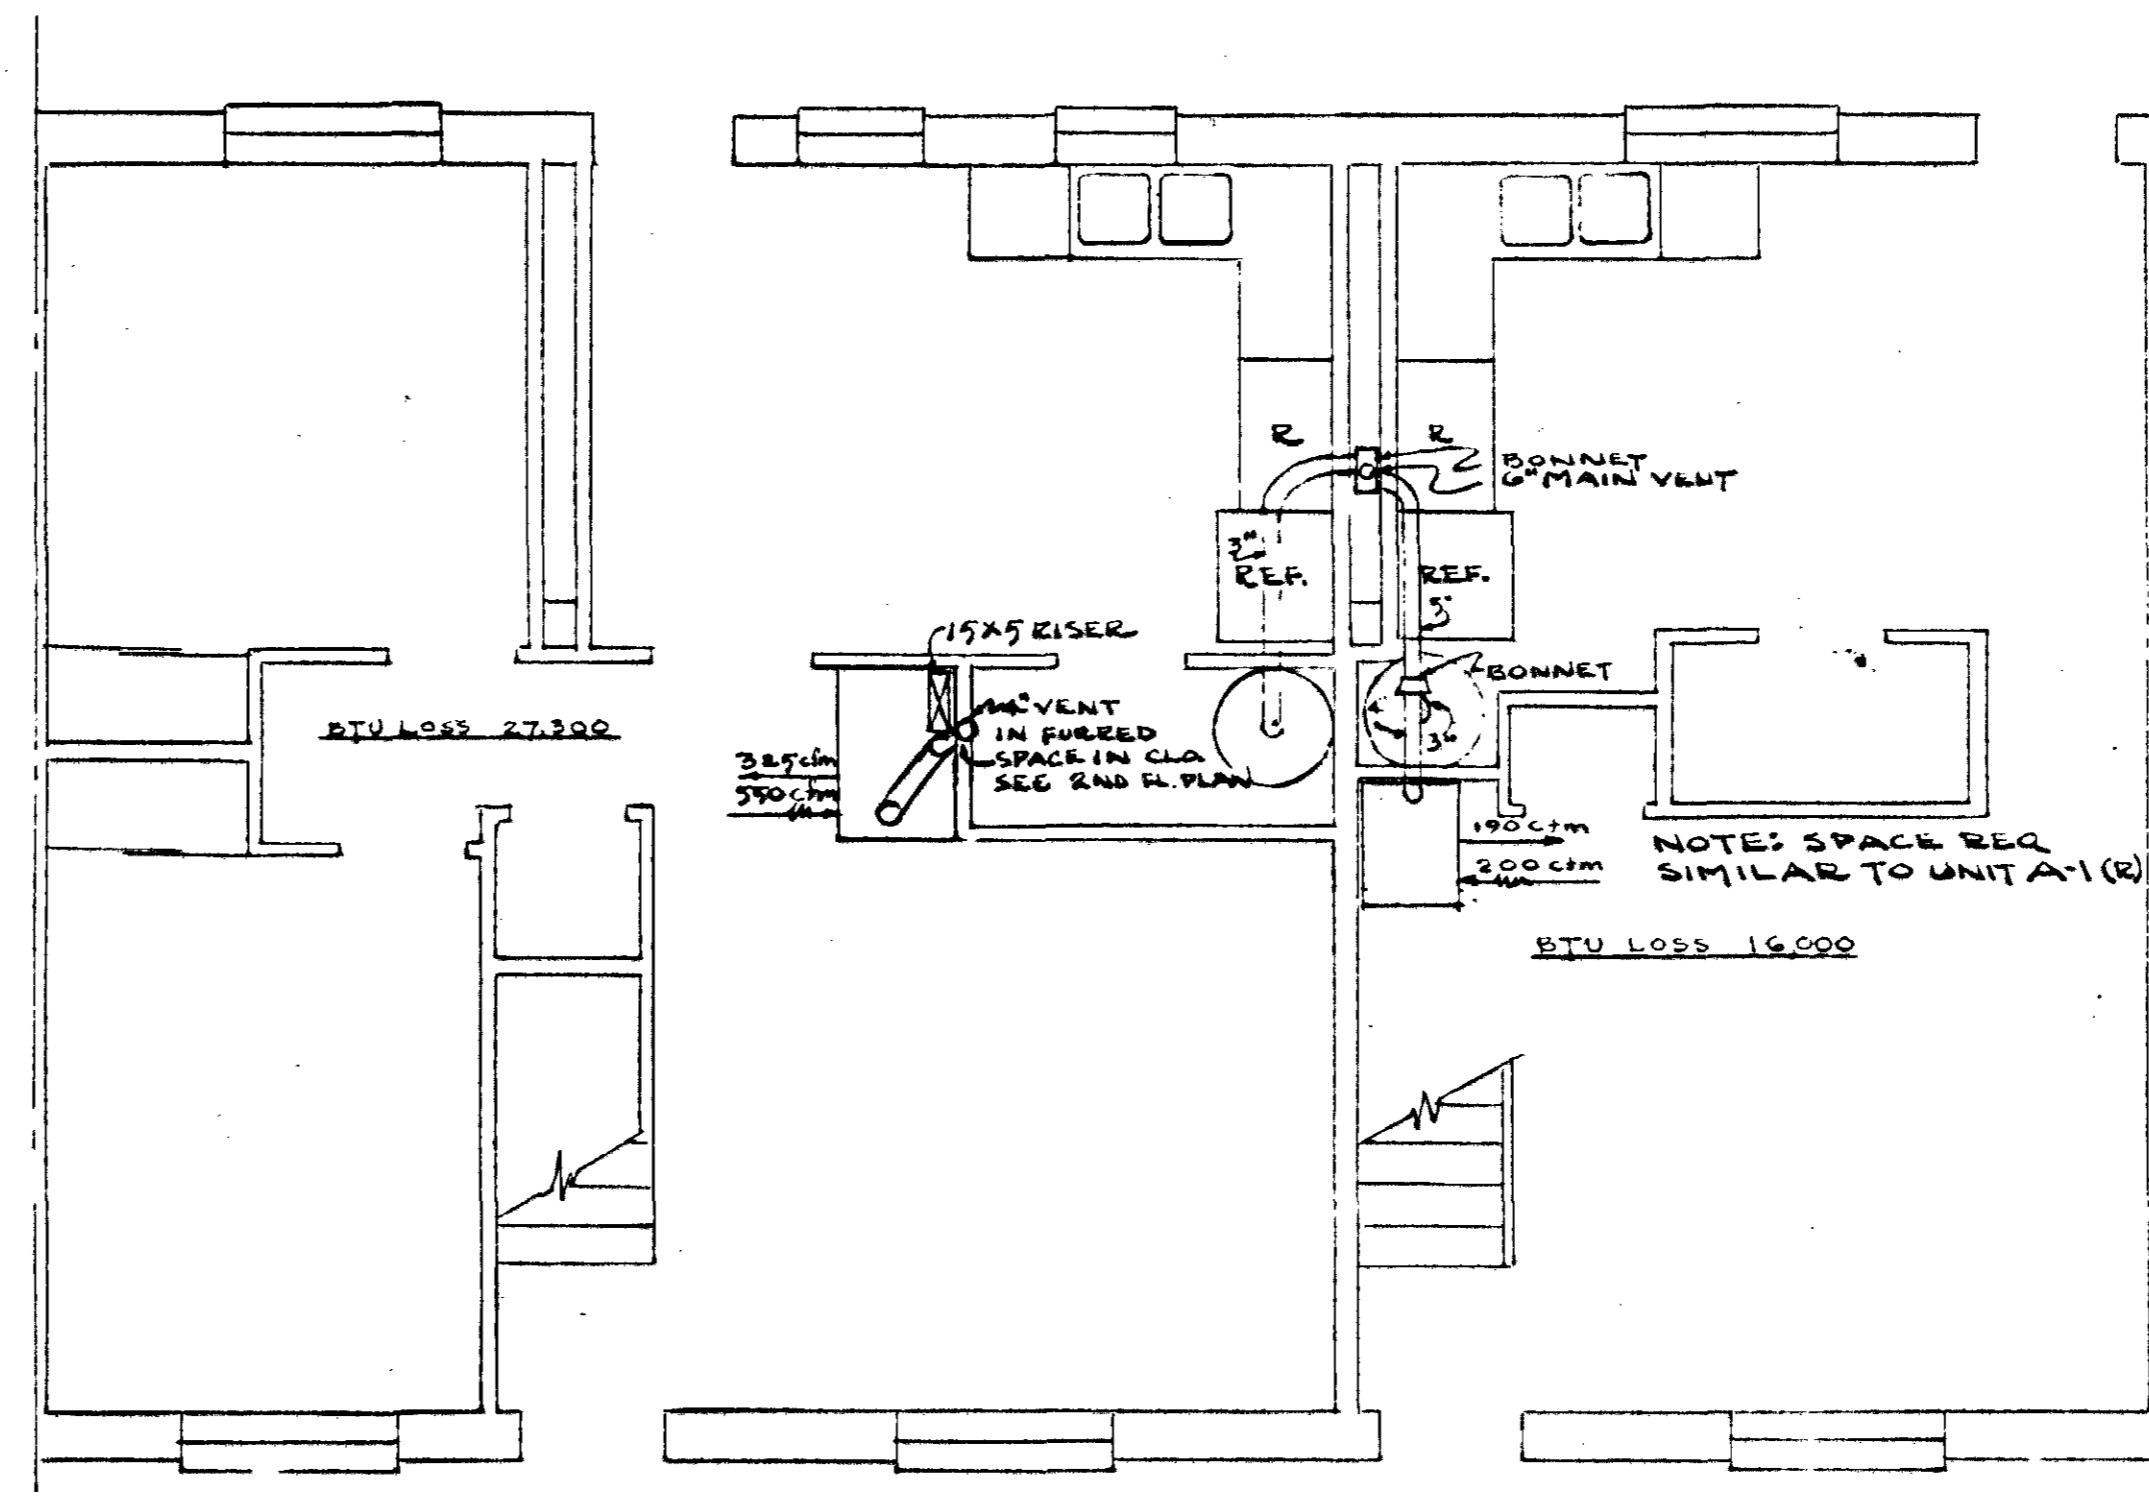 R
R
BONNET
6" MAIN VENT
3"
REF.
REF.
15X5 RISER
BONNET
4" VENT
IN FURRED
SPACE IN CLO.
SEE 2ND FL. PLAN
BTU LOSS 27,300
325 cfm
550 cfm
4"
3"
190 cfm
200 cfm
NOTE: SPACE REQ
SIMILAR TO UNIT A-1 (R)
BTU LOSS 16,000